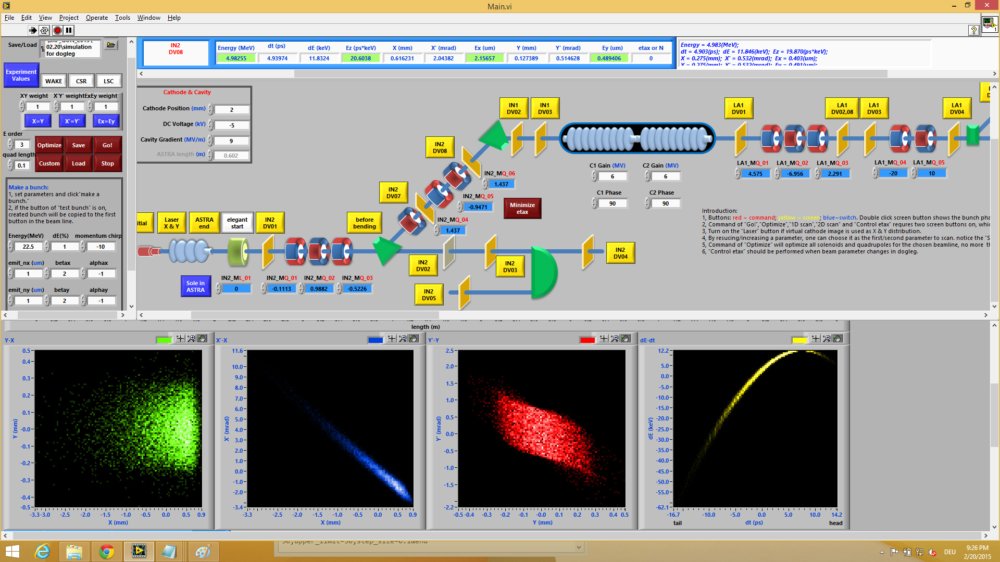 Main.vi
File Edit View Project Operate Tools Window Help
Save/Load
02.20\simulation
for dogleg
Experiment
Values
WAKE CSR LSC
XY weight X'Y' weight ExEy weight
1 1 1
X=Y X'=Y' Ex=Ey
E order
3
quad length
0.1
Optimize Save Go!
Custom Load Stop
Make a bunch:
1, set parameters and click"make a
bunch."
2, if the button of "test bunch" is on,
created bunch will be copied to the first
button in the beam line.
Energy(MeV) dE(%) momentum chirp
22.5 1 -10
emit_nx (um) betax alphax
1 2 -1
emit_ny (um) betay alphay
1 2 -1
IN2
DV08
Energy (MeV) dt (ps) dE (keV) Ez (ps*keV) X (mm) X' (mrad) Ex (um) Y (mm) Y' (mrad) Ey (um) etax or N
4.98255 4.93974 11.8324 20.6038 0.616231 2.04382 2.15657 0.127389 0.514628 0.489406 0
Energy = 4.983(MeV);
dt = 4.903(ps); dE = 11.846(keV); Ez = 19.870(ps*keV);
X = 0.275(mm); X' = 0.532(mrad); Ex = 0.403(um);
Y = 0.275(mm); Y' = 0.532(mrad); Ey = 0.491(um);
Cathode & Cavity
Cathode Position (mm) 2
DC Voltage (kV) -5
Cavity Gradient (MV/m) 9
ASTRA length (m) 0.602
IN1
DV02
IN1
DV03
LA1
DV01
LA1
DV02,08
LA1
DV03
LA1
DV04
IN2
DV08
IN2
DV07
IN2_MQ_06
1.437
IN2_MQ_05
-0.9471
IN2_MQ_04
1.437
Minimize
etax
C1 Gain (MV) C2 Gain (MV)
6 6
C1 Phase C2 Phase
90 90
LA1_MQ_01 LA1_MQ_02 LA1_MQ_03 LA1_MQ_04 LA1_MQ_05
4.575 -6.956 2.291 -20 10
Introduction:
1, Buttons: red ~ command; yellow ~ screen; blue~switch. Double click screen button shows the bunch pha
2, Command of "Go!","Optimize","1D scan","2D scan" and "Control etax" requres two screen buttons on, whic
3, Turn on the "Laser" button if virtual cathode image is used as X & Y distribution.
4, By resucing/increasing a parameter, one can choose it as the first/second parameter to scan. notice the "S
5, Command of "Optimize" will optimize all solenoids and quadrupoles for the chosen beamline, no more th
6, "Control etax" should be performed when beam parameter changes in dogleg.
itial
Laser
X & Y
ASTRA
end
elegant
start
IN2
DV01
before
bending
IN2
DV02
IN2
DV03
IN2
DV04
IN2
DV05
Sole in
ASTRA
IN2_ML_01 IN2_MQ_01 IN2_MQ_02 IN2_MQ_03
0 -0.1113 0.9882 -0.5226
length (m)
Y-X
0.5
0.4
0.3
0.2
0.1
-0.0
-0.1
-0.2
-0.3
-0.4
-0.5
Y (mm)
-3.3 -3.0 -2.5 -2.0 -1.5 -1.0 -0.5 0.0 0.5 0.9
X (mm)
X'-X
11.6
10.0
9.0
8.0
7.0
6.0
5.0
4.0
3.0
2.0
1.0
0.0
-1.0
-2.0
-3.4
X' (mrad)
-3.3 -2.5 -2.0 -1.5 -1.0 -0.5 0.0 0.5 0.9
X (mm)
Y'-Y
2.5
2.0
1.5
1.0
0.5
0.0
-0.5
-1.0
-1.5
-2.2
Y' (mrad)
-0.5 -0.4 -0.3 -0.2 -0.1 -0.0 0.1 0.2 0.3 0.5
Y (mm)
dE-dt
12.2
5.0
0.0
-5.0
-10.0
-15.0
-20.0
-25.0
-30.0
-35.0
-40.0
-45.0
-50.0
-55.0
-62.1
dE (keV)
-16.7 -10.0 -5.0 0.0 5.0 10.0 14.2
tail dt (ps) head
DEU
9:26 PM
2/20/2015